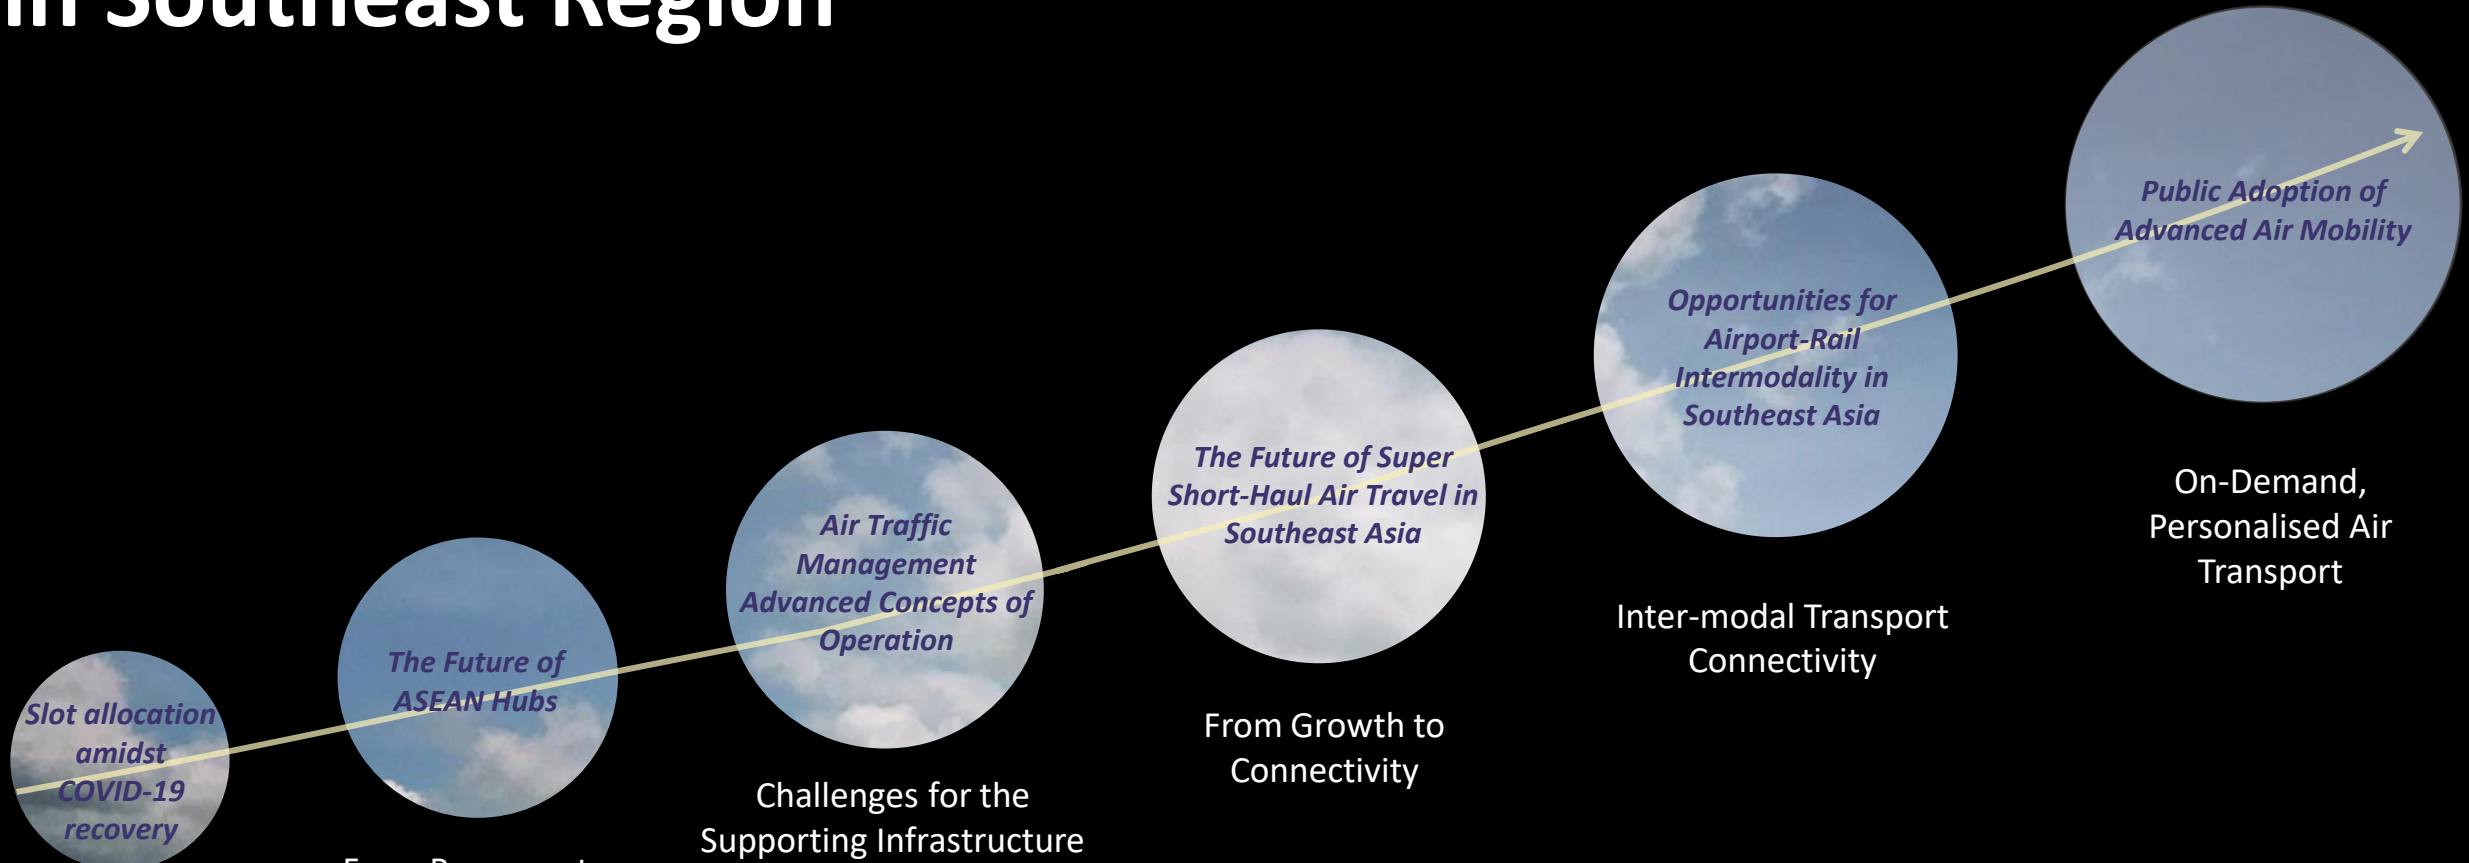 in Southeast Region
Slot allocation
amidst
COVID-19
recovery
The Future of
ASEAN Hubs
Air Traffic
Management
Advanced Concepts of
Operation
Challenges for the
Supporting Infrastructure
The Future of Super
Short-Haul Air Travel in
Southeast Asia
From Growth to
Connectivity
Opportunities for
Airport-Rail
Intermodality in
Southeast Asia
Inter-modal Transport
Connectivity
Public Adoption of
Advanced Air Mobility
On-Demand,
Personalised Air
Transport